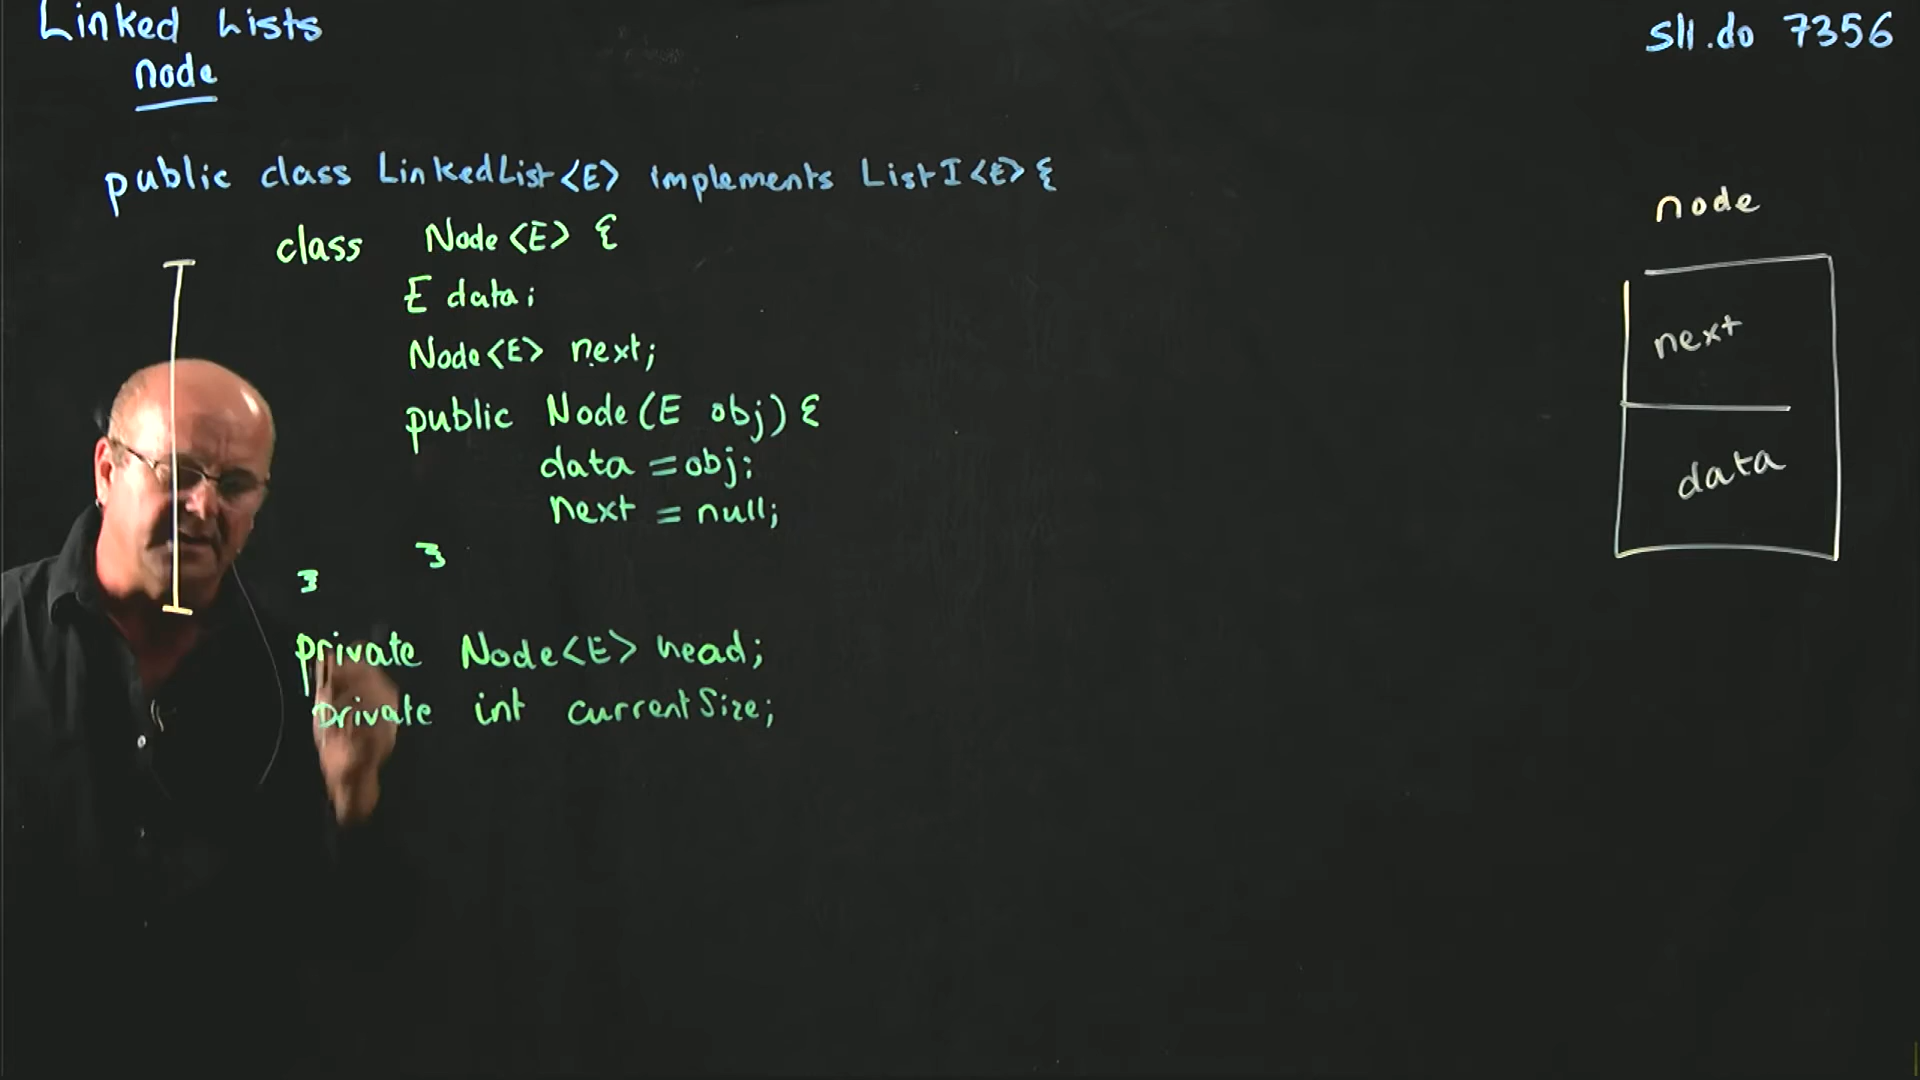 Linked Lists
node
sli.do 7356
public class LinkedList<E> implements ListI<E>{
class Node<E> {
E data;
Node<E> next;
public Node(E obj){
data = obj;
next = null;
}
}
private Node<E> head;
private int currentSize;
node
next
data